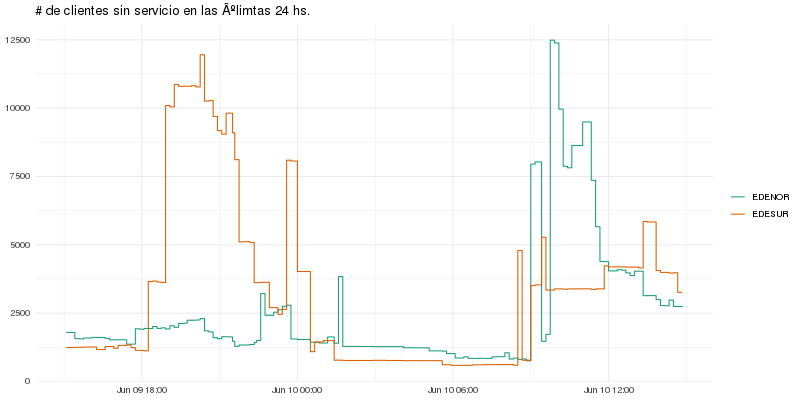 # de clientes sin servicio en las Ãºlimtas 24 hs.
12500
10000
7500
5000
2500
0
Jun 09 18:00
Jun 10 00:00
Jun 10 06:00
Jun 10 12:00
EDENOR
EDESUR